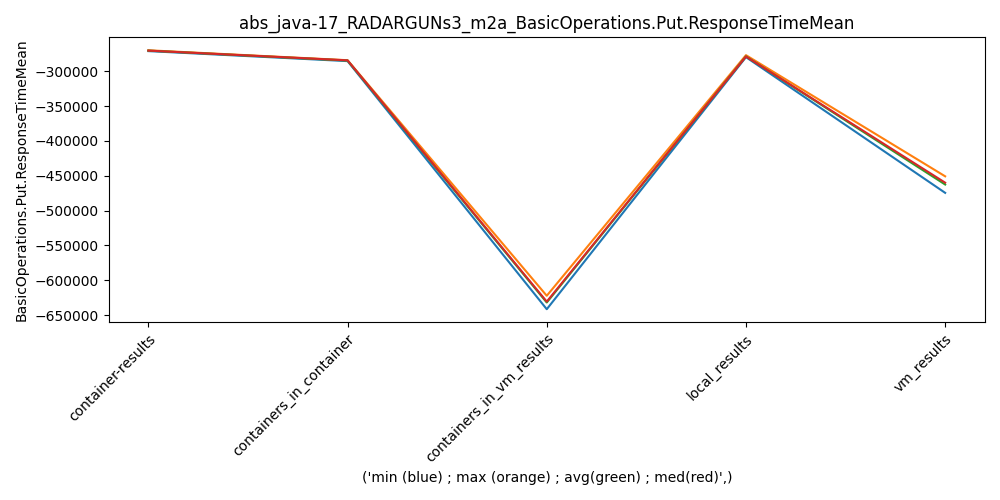 abs_java-17_RADARGUNs3_m2a_BasicOperations.Put.ResponseTimeMean
BasicOperations.Put.ResponseTimeMean
−300000
−350000
−400000
−450000
−500000
−550000
−600000
−650000
container-results
containers_in_container
containers_in_vm_results
local_results
vm_results
('min (blue) ; max (orange) ; avg(green) ; med(red)',)